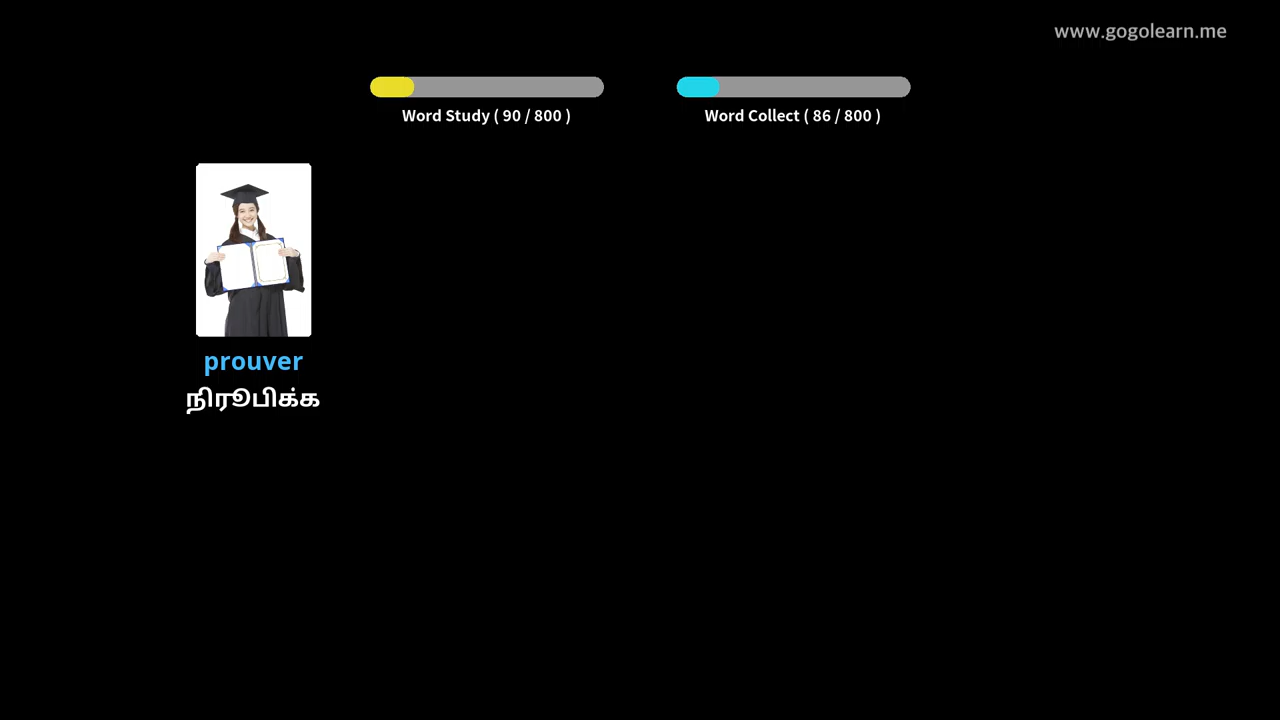 www.gogolearn.me
Word Study ( 90 / 800 )
Word Collect ( 86 / 800 )
prouver
நிரூபிக்க